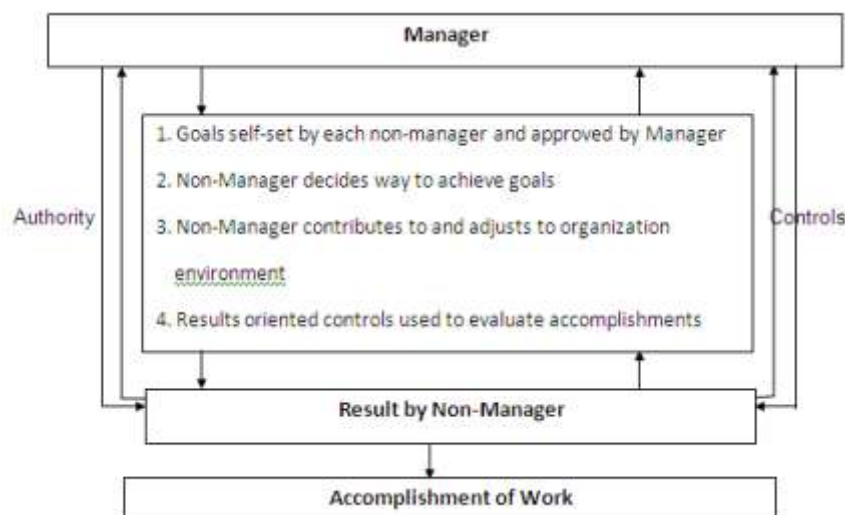 Manager
1. Goals self-set by each non-manager and approved by Manager
2. Non-Manager decides way to achieve goals
Authority
Controls
3. Non-Manager contributes to and adjusts to organization
environment
4. Results oriented controls used to evaluate accomplishments
Result by Non-Manager
Accomplishment of Work